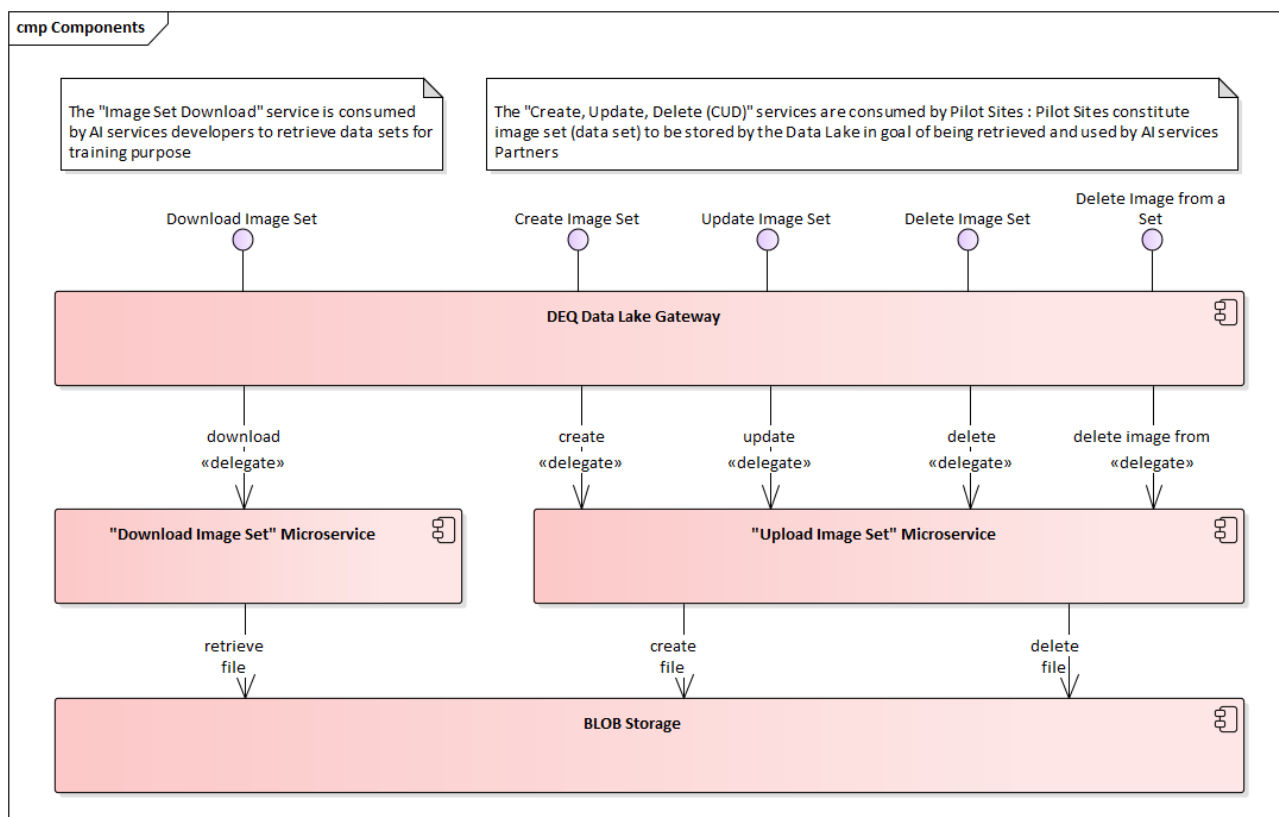 cmp Components
The "Image Set Download" service is consumed
by AI services developers to retrieve data sets for
training purpose
The "Create, Update, Delete (CUD)" services are consumed by Pilot Sites : Pilot Sites constitute
image set (data set) to be stored by the Data Lake in goal of being retrieved and used by AI services
Partners
Download Image Set
Create Image Set
Update Image Set
Delete Image Set
Delete Image from a
Set
DEQ Data Lake Gateway
download
«delegate»
create
«delegate»
update
«delegate»
delete
«delegate»
delete image from
«delegate»
"Download Image Set" Microservice
"Upload Image Set" Microservice
retrieve
file
create
file
delete
file
BLOB Storage